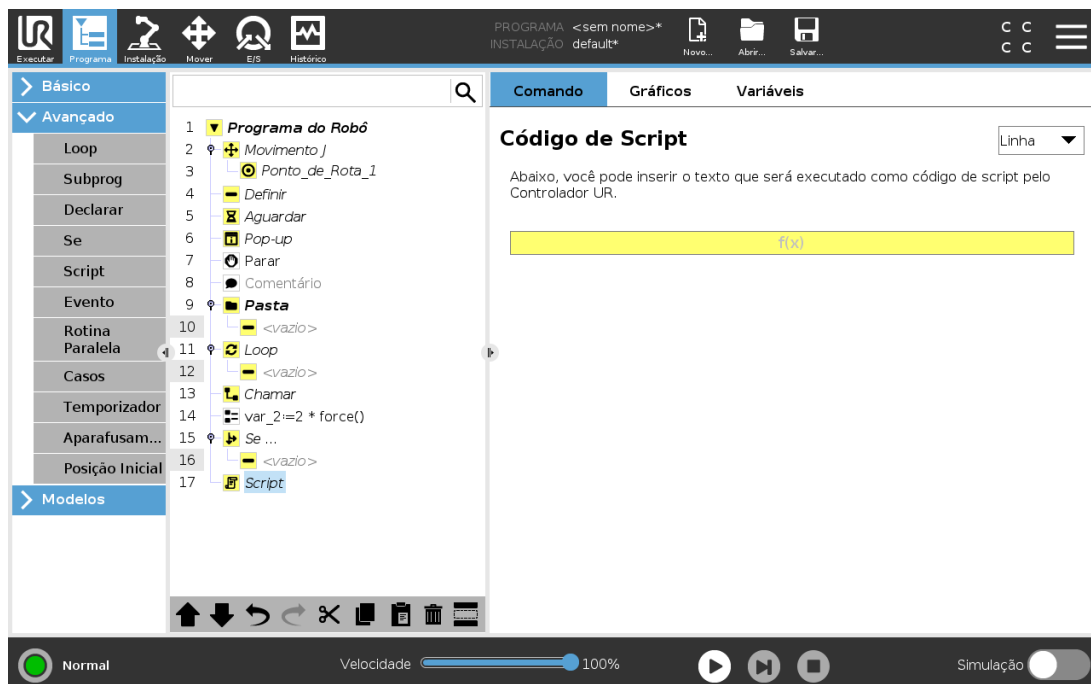 PROGRAMA <sem nome>*
INSTALAÇÃO default*
Executar Programa Instalação Mover E/S Histórico
Novo... Abrir... Salvar...
C C
C C
Básico
Avançado
Loop
Subprog
Declarar
Se
Script
Evento
Rotina
Paralela
Casos
Temporizador
Aparafusam...
Posição Inicial
Modelos
1 Programa do Robô
2 Movimento J
3 Ponto_de_Rota_1
4 Definir
5 Aguardar
6 Pop-up
7 Parar
8 Comentário
9 Pasta
10 <vazio>
11 Loop
12 <vazio>
13 Chamar
14 var_2:=2 * force()
15 Se ...
16 <vazio>
17 Script
Comando Gráficos Variáveis
Código de Script
Linha
Abaixo, você pode inserir o texto que será executado como código de script pelo
Controlador UR.
f(x)
Normal
Velocidade 100%
Simulação